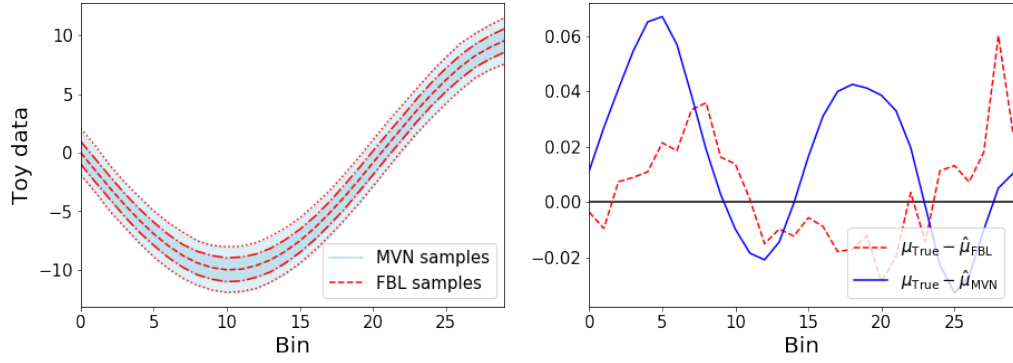 Toy data
10
5
0
−5
−10
MVN samples
FBL samples
0 5 10 15 20 25
Bin
0.06
0.04
0.02
0.00
−0.02
μTrue − μ̂FBL
μTrue − μ̂MVN
0 5 10 15 20 25
Bin